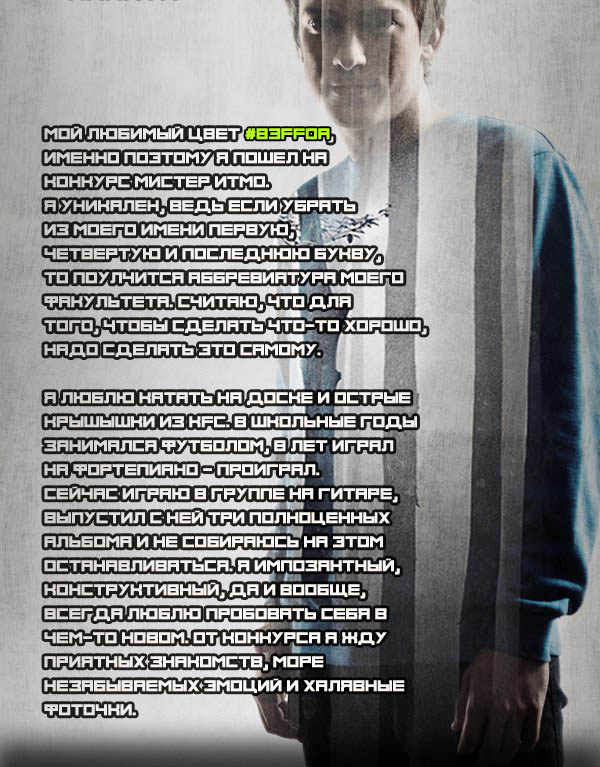 МОЙ ЛЮБИМЫЙ ЦВЕТ #83FF0A,
ИМЕННО ПОЭТОМУ Я ПОШЕЛ НА
КОНКУРС МИСТЕР ИТМО.
Я УНИКАЛЕН, ВЕДЬ ЕСЛИ УБРАТЬ
ИЗ МОЕГО ИМЕНИ ПЕРВУЮ,
ЧЕТВЕРТУЮ И ПОСЛЕДНЮЮ БУКВУ,
ТО ПОУЛЧИТСЯ АББРЕВИАТУРА МОЕГО
ФАКУЛЬТЕТА. СЧИТАЮ, ЧТО ДЛЯ
ТОГО, ЧТОБЫ СДЕЛАТЬ ЧТО-ТО ХОРОШО,
НАДО СДЕЛАТЬ ЭТО САМОМУ.
Я ЛЮБЛЮ КАТАТЬ НА ДОСКЕ И ОСТРЫЕ
КРЫШЫШКИ ИЗ KFC. В ШКОЛЬНЫЕ ГОДЫ
ЗАНИМАЛСЯ ФУТБОЛОМ, 8 ЛЕТ ИГРАЛ
НА ФОРТЕПИАНО - ПРОИГРАЛ.
СЕЙЧАС ИГРАЮ В ГРУППЕ НА ГИТАРЕ,
ВЫПУСТИЛ С НЕЙ ТРИ ПОЛНОЦЕННЫХ
АЛЬБОМА И НЕ СОБИРАЮСЬ НА ЭТОМ
ОСТАНАВЛИВАТЬСЯ. Я ИМПОЗАНТНЫЙ,
КОНСТРУКТИВНЫЙ, ДА И ВООБЩЕ,
ВСЕГДА ЛЮБЛЮ ПРОБОВАТЬ СЕБЯ В
ЧЕМ-ТО НОВОМ. ОТ КОНКУРСА Я ЖДУ
ПРИЯТНЫХ ЗНАКОМСТВ, МОРЕ
НЕЗАБЫВАЕМЫХ ЭМОЦИЙ И ХАЛЯВНЫЕ
ФОТОЧКИ.